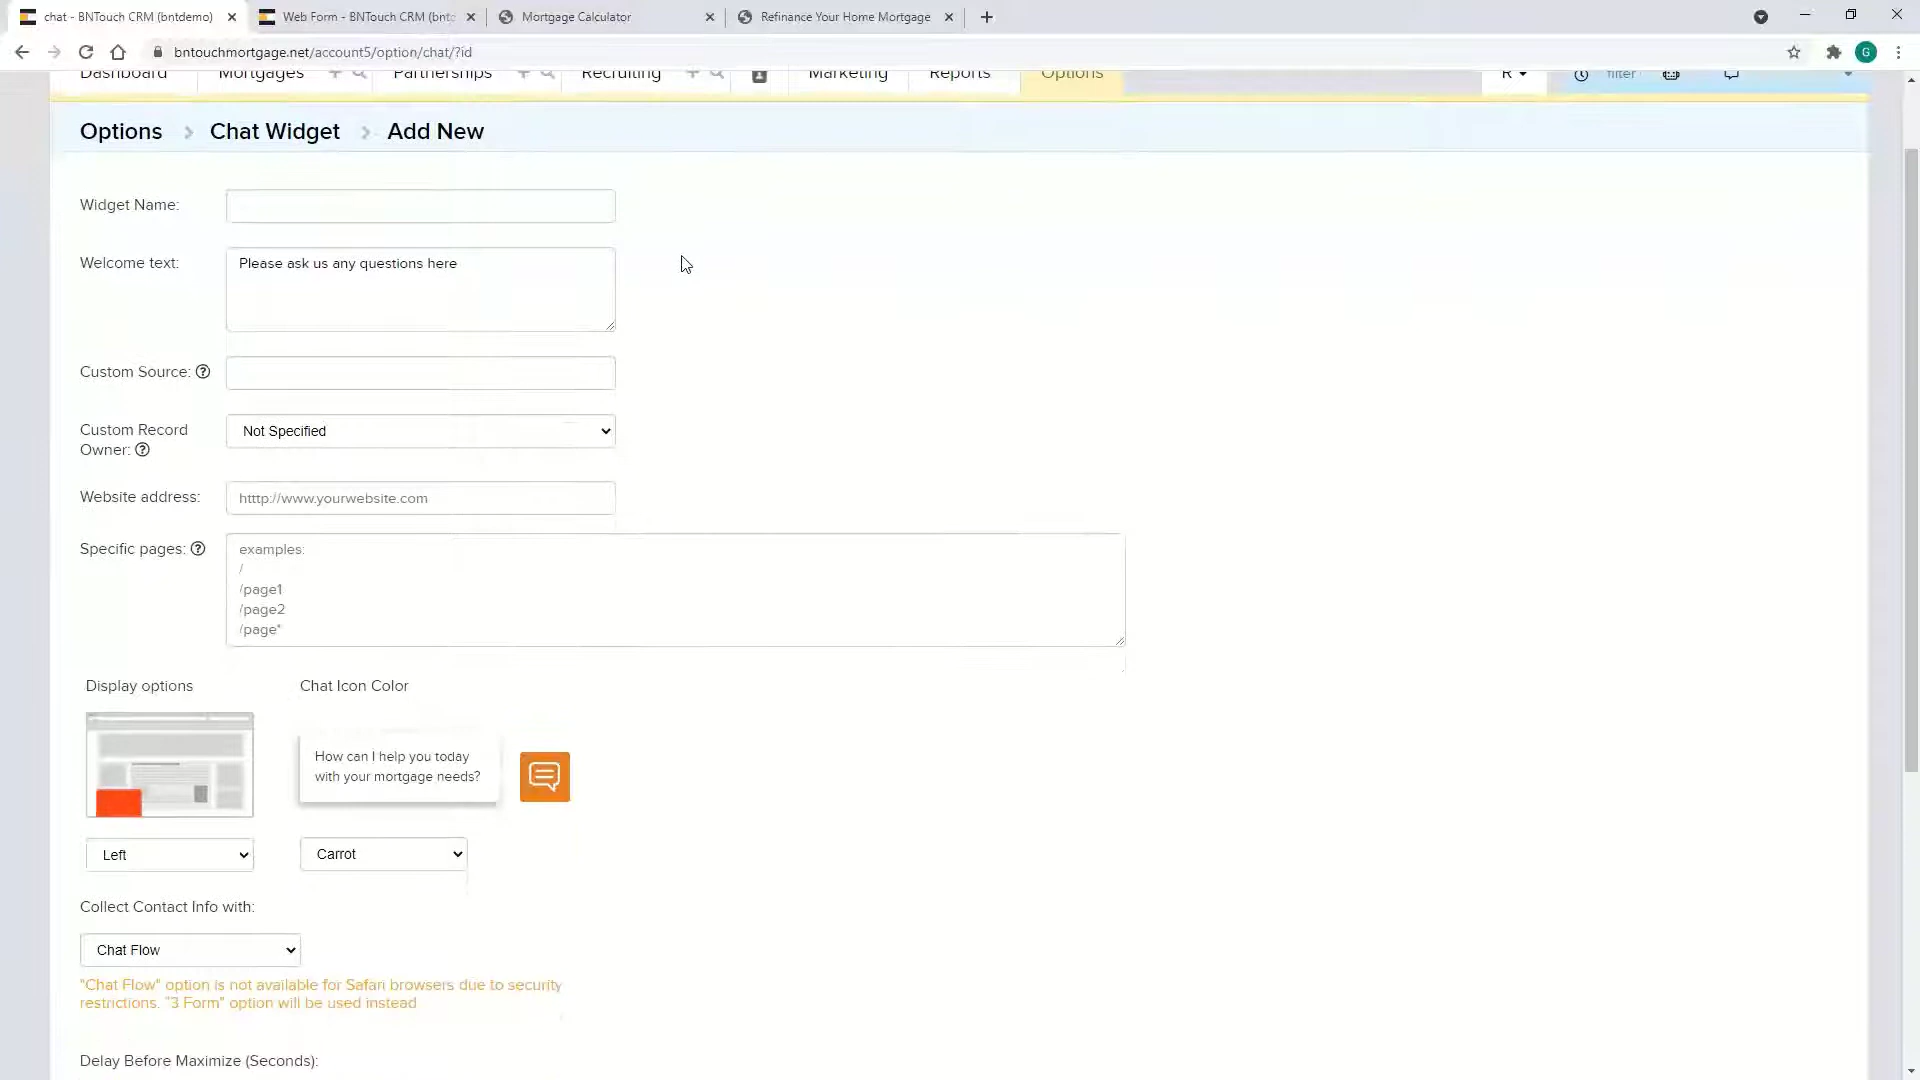 chat - BNTouch CRM (bntdemo)
Web Form - BNTouch CRM (bnt
Mortgage Calculator
Refinance Your Home Mortgage
bntouchmortgage.net/account5/option/chat/?id
G
Dashboard
Mortgages
Partnerships
Recruiting
Marketing
Reports
Options
R
filter
Options > Chat Widget > Add New
Widget Name:
Welcome text:
Please ask us any questions here
Custom Source:
Custom Record
Owner:
Not Specified
Website address:
htttp://www.yourwebsite.com
Specific pages:
examples:
/
/page1
/page2
/page*
Display options
Chat Icon Color
How can I help you today
with your mortgage needs?
Left
Carrot
Collect Contact Info with:
Chat Flow
"Chat Flow" option is not available for Safari browsers due to security
restrictions. "3 Form" option will be used instead
Delay Before Maximize (Seconds):